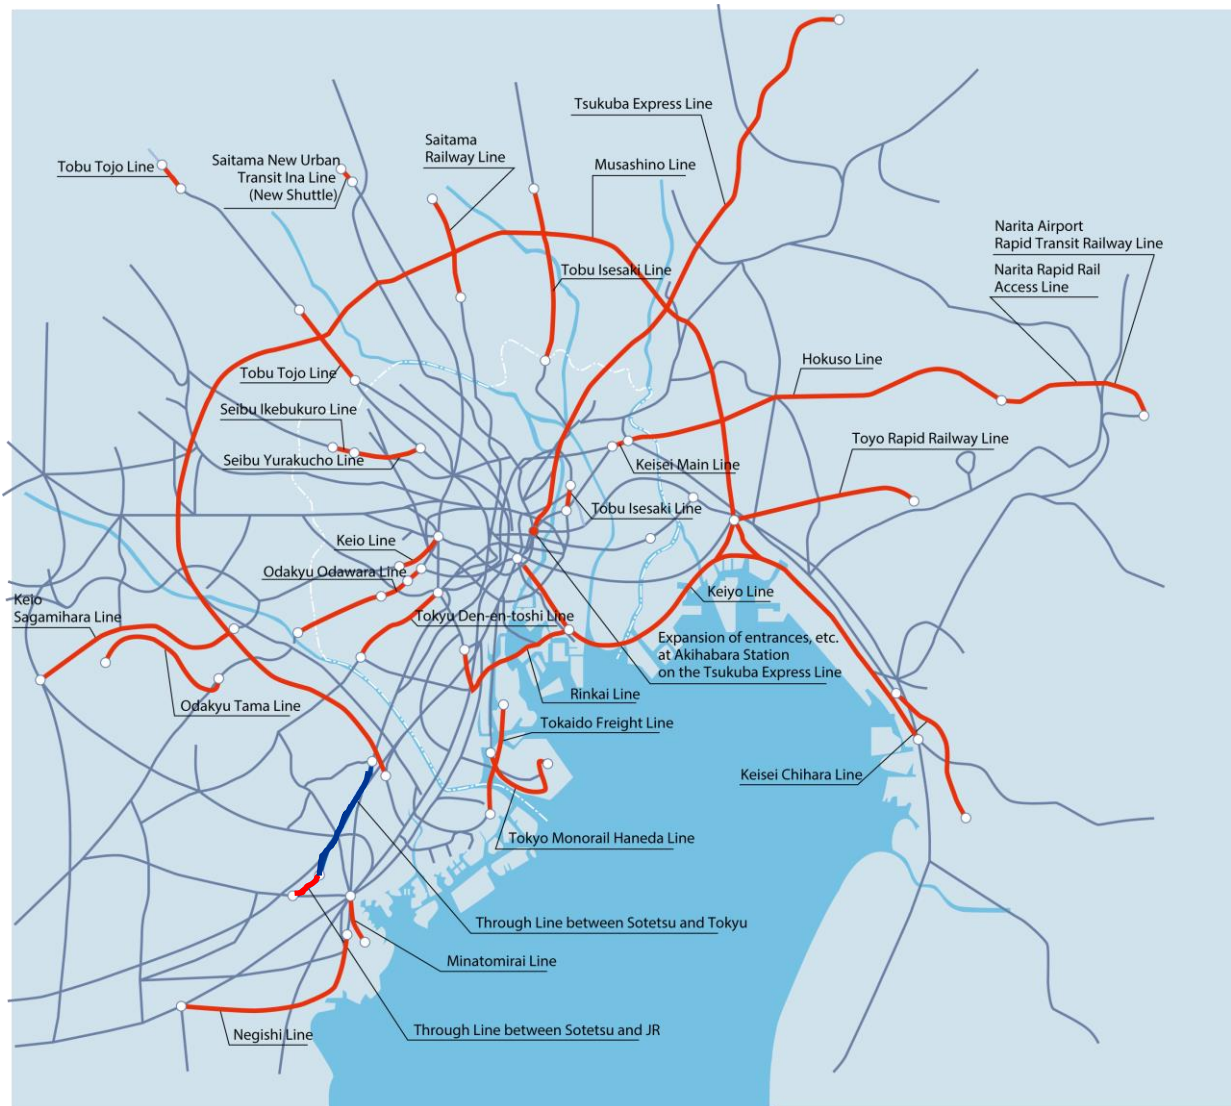 Tsukuba Express Line
Saitama
Railway Line
Saitama New Urban
Transit Ina Line
(New Shuttle)
Tobu Tojo Line
Musashino Line
Narita Airport
Rapid Transit Railway Line
Narita Rapid Rail
Access Line
Tobu Isesaki Line
Hokuso Line
Tobu Tojo Line
Seibu Ikebukuro Line
Seibu Yurakucho Line
Toyo Rapid Railway Line
Keisei Main Line
Tobu Isesaki Line
Keio Line
Odakyu Odawara Line
Keio
Sagamihara Line
Tokyu Den-en-toshi Line
Keiyo Line
Expansion of entrances, etc.
at Akihabara Station
on the Tsukuba Express Line
Rinkai Line
Odakyu Tama Line
Tokaido Freight Line
Keisei Chihara Line
Tokyo Monorail Haneda Line
Through Line between Sotetsu and Tokyu
Minatomirai Line
Negishi Line
Through Line between Sotetsu and JR